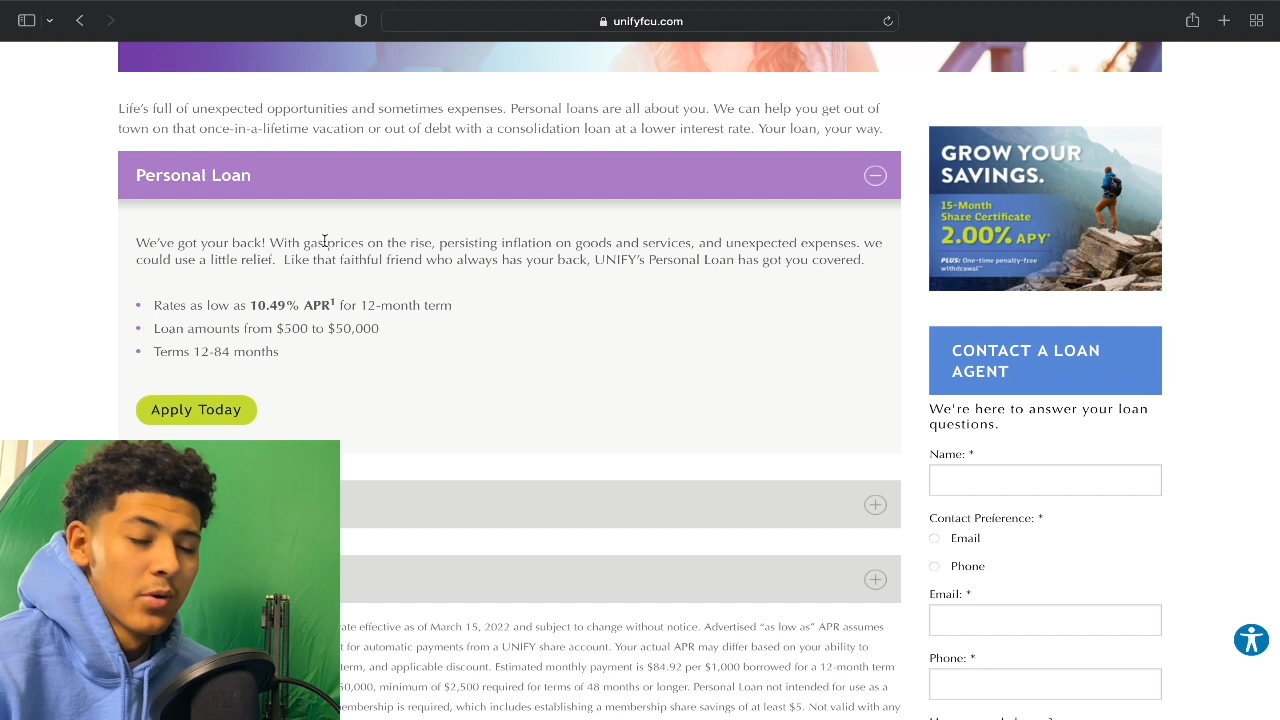 unifyfcu.com
Life's full of unexpected opportunities and sometimes expenses. Personal loans are all about you. We can help you get out of
town on that once-in-a-lifetime vacation or out of debt with a consolidation loan at a lower interest rate. Your loan, your way.
Personal Loan
We've got your back! With gas prices on the rise, persisting inflation on goods and services, and unexpected expenses. we
could use a little relief. Like that faithful friend who always has your back, UNIFY's Personal Loan has got you covered.
• Rates as low as 10.49% APR¹ for 12-month term
• Loan amounts from $500 to $50,000
• Terms 12-84 months
Apply Today
rate effective as of March 15, 2022 and subject to change without notice. Advertised "as low as" APR assumes
t for automatic payments from a UNIFY share account. Your actual APR may differ based on your ability to
term, and applicable discount. Estimated monthly payment is $84.92 per $1,000 borrowed for a 12-month term
50,000, minimum of $2,500 required for terms of 48 months or longer. Personal Loan not intended for use as a
embership is required, which includes establishing a membership share savings of at least $5. Not valid with any
GROW YOUR
SAVINGS.
15-Month
Share Certificate
2.00% APY*
PLUS: One-time penalty-free
withdrawal**
CONTACT A LOAN
AGENT
We're here to answer your loan
questions.
Name: *
Contact Preference: *
Email
Phone
Email: *
Phone: *